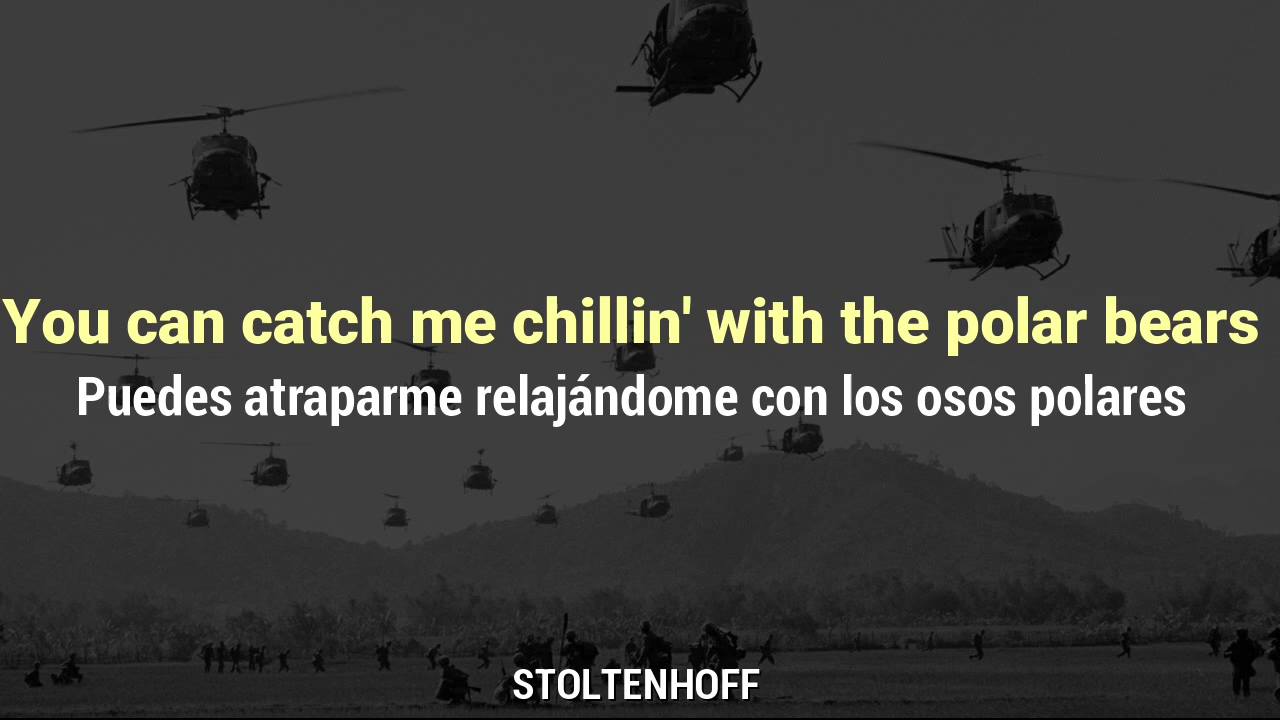 You can catch me chillin' with the polar bears
Puedes atraparme relajándome con los osos polares
STOLTENHOFF